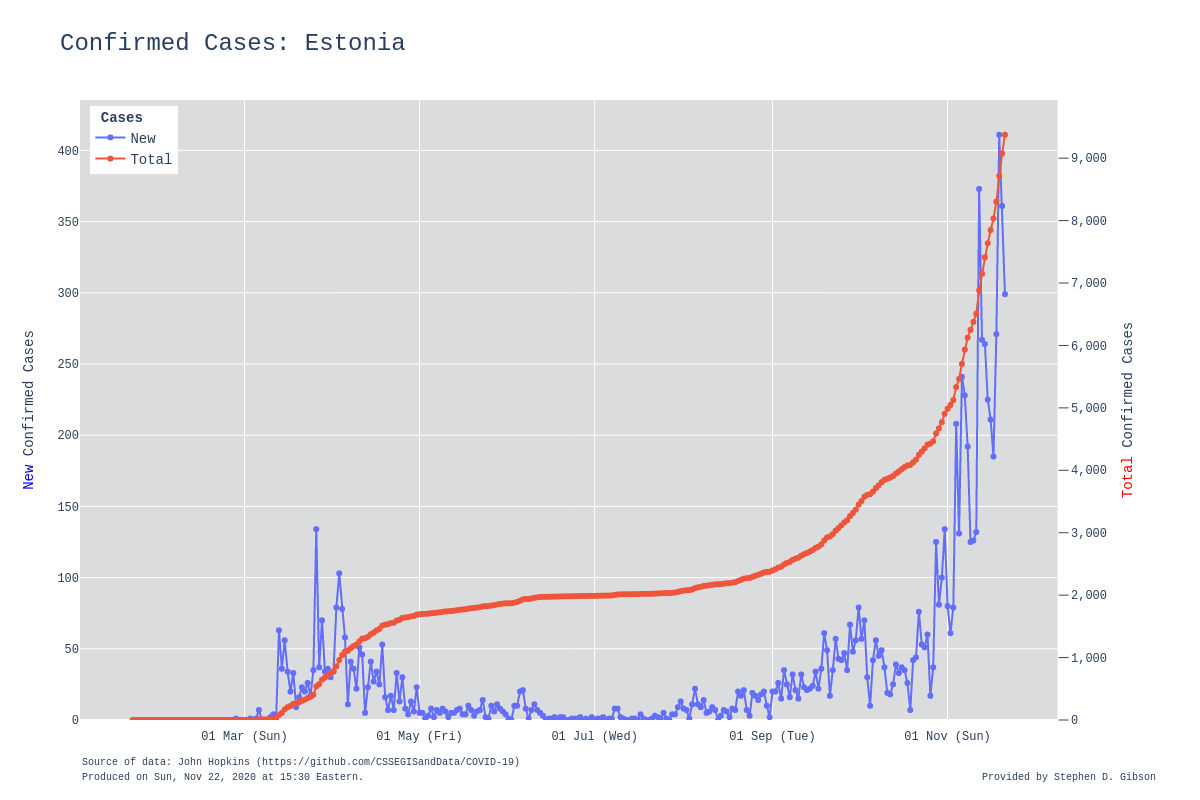 Confirmed Cases: Estonia
Cases
New
Total
400
350
300
250
200
150
100
50
0
9,000
8,000
7,000
6,000
5,000
4,000
3,000
2,000
1,000
0
New Confirmed Cases
Total Confirmed Cases
01 Mar (Sun)
01 May (Fri)
01 Jul (Wed)
01 Sep (Tue)
01 Nov (Sun)
Source of data: John Hopkins (https://github.com/CSSEGISandData/COVID-19)
Produced on Sun, Nov 22, 2020 at 15:30 Eastern.
Provided by Stephen D. Gibson